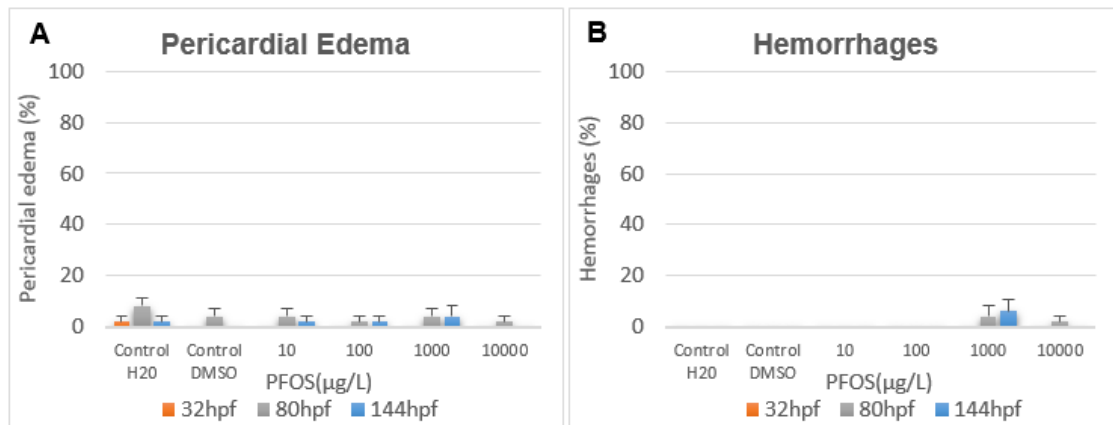 A
Pericardial Edema
Pericardial edema (%)
100
80
60
40
20
0
Control H20
Control DMSO
10
100
1000
10000
PFOS(µg/L)
32hpf 80hpf 144hpf
B
Hemorrhages
Hemorrhages (%)
100
80
60
40
20
0
Control H20
Control DMSO
10
100
1000
10000
PFOS(µg/L)
32hpf 80hpf 144hpf